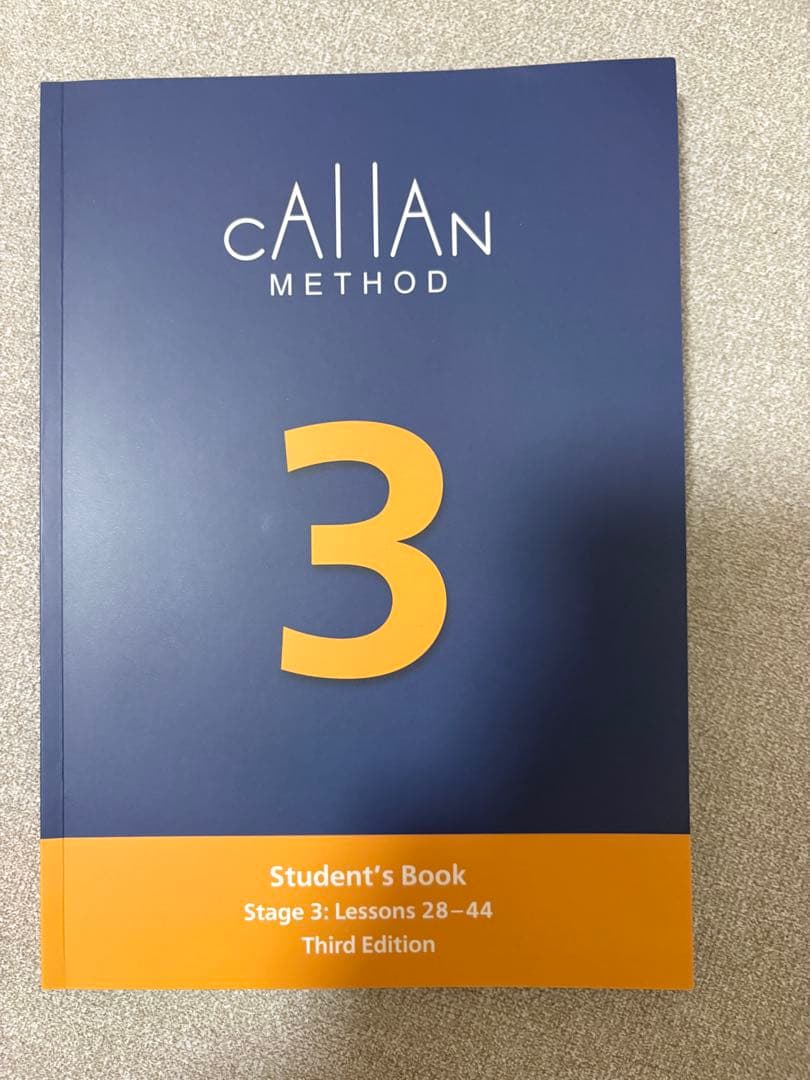 CAllAN
METHOD
3
Student's Book
Stage 3: Lessons 28–44
Third Edition